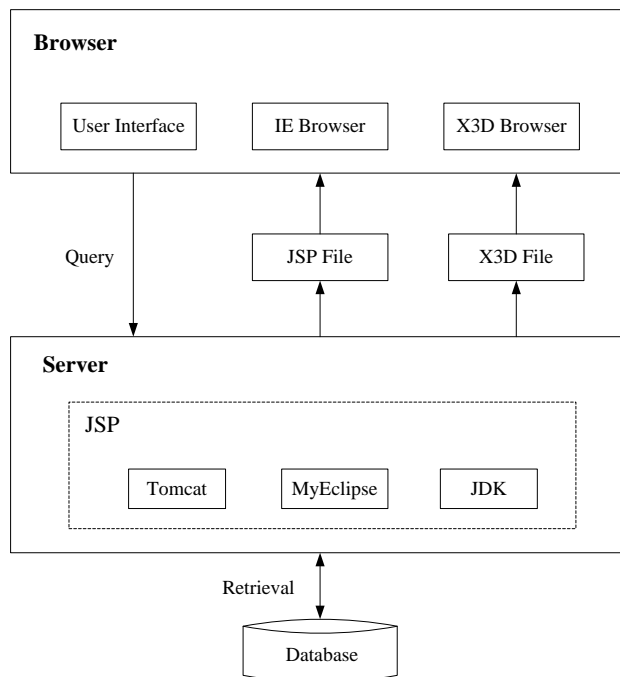 Browser
User Interface
IE Browser
X3D Browser
Query
JSP File
X3D File
Server
JSP
Tomcat
MyEclipse
JDK
Retrieval
Database